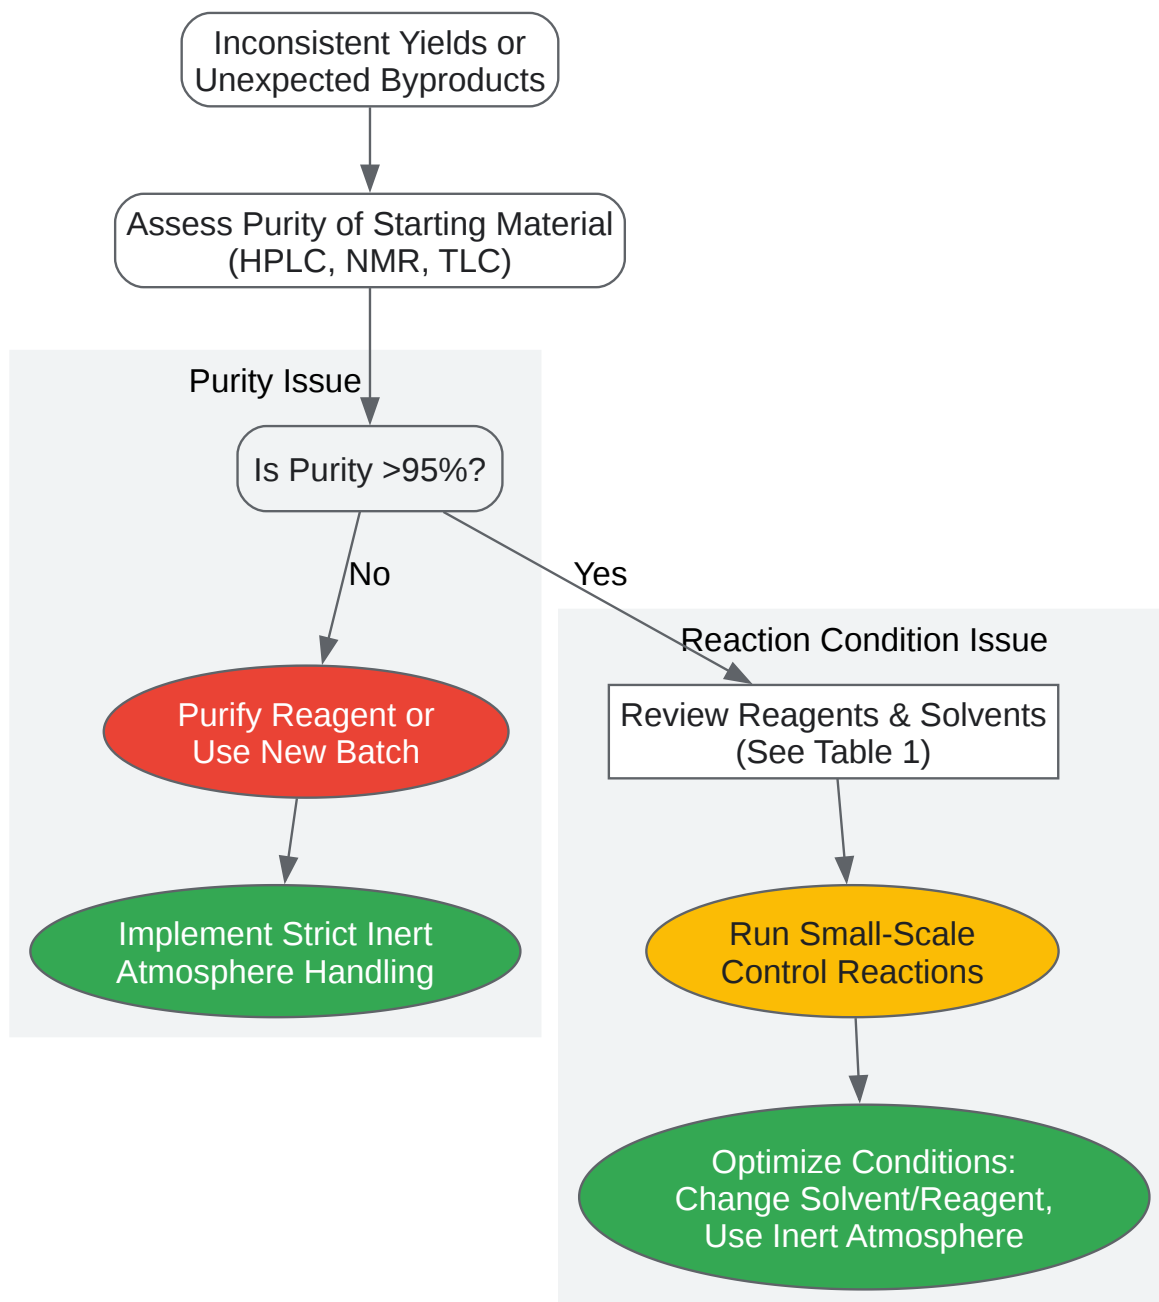 Inconsistent Yields or
Unexpected Byproducts
Assess Purity of Starting Material
(HPLC, NMR, TLC)
Purity Issue
Is Purity >95%?
No
Yes
Reaction Condition Issue
Purify Reagent or
Use New Batch
Review Reagents & Solvents
(See Table 1)
Implement Strict Inert
Atmosphere Handling
Run Small-Scale
Control Reactions
Optimize Conditions:
Change Solvent/Reagent,
Use Inert Atmosphere